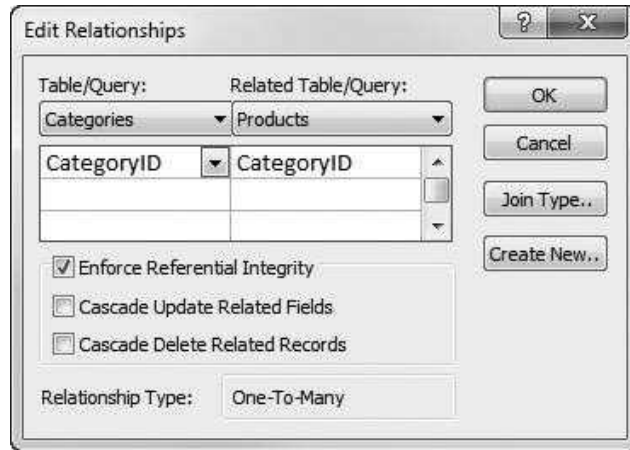 Edit Relationships
?
X
Table/Query: Related Table/Query:
Categories Products
CategoryID CategoryID
OK
Cancel
Join Type..
Create New..
Enforce Referential Integrity
Cascade Update Related Fields
Cascade Delete Related Records
Relationship Type: One-To-Many